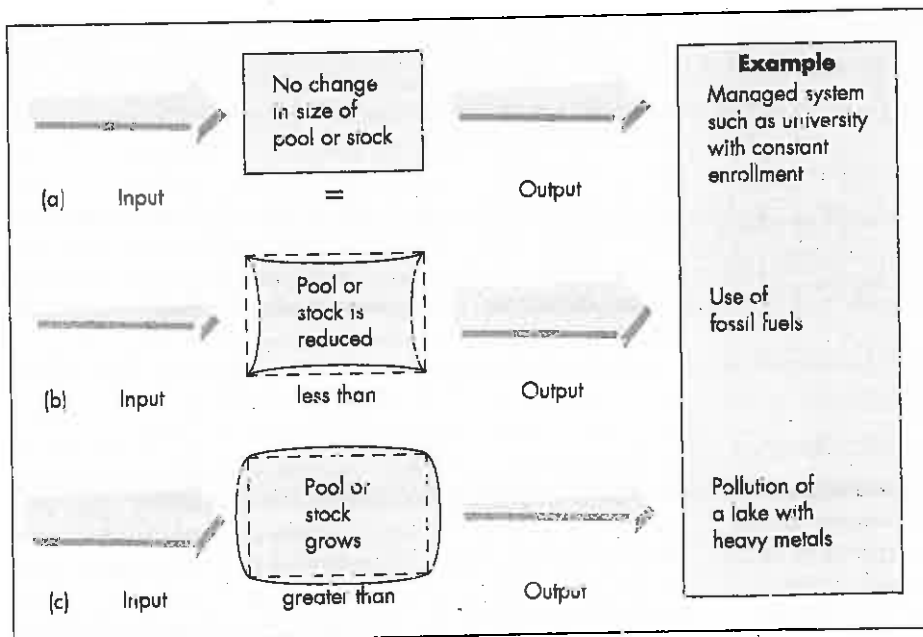 No change
in size of
pool or stock
(a) Input = Output
Example
Managed system
such as university
with constant
enrollment
Pool or
stock is
reduced
(b) Input less than Output
Use of
fossil fuels
Pool or
stock
grows
(c) Input greater than Output
Pollution of
a lake with
heavy metals